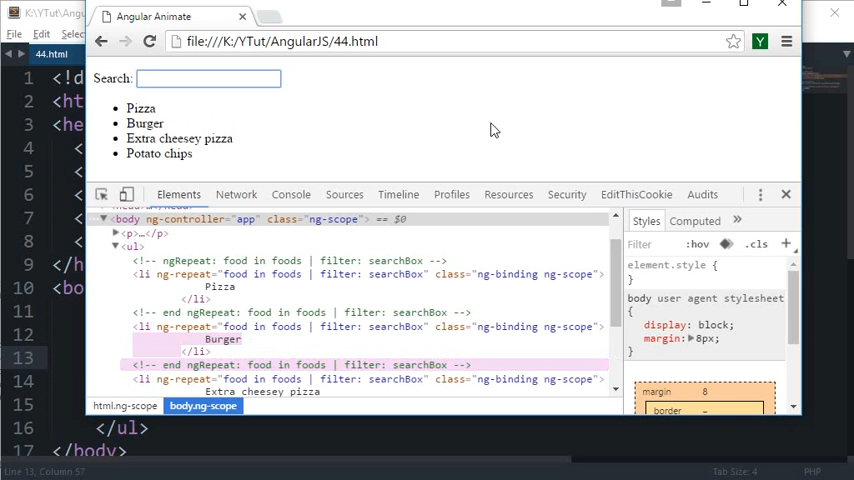 K:\YTut
File Edit Selec
44.html
Angular Animate
file:///K:/YTut/AngularJS/44.html
Search:
Pizza
Burger
Extra cheesey pizza
Potato chips
Elements Network Console Sources Timeline Profiles Resources Security EditThisCookie Audits
<body ng-controller="app" class="ng-scope"> == $0
<p>…</p>
<ul>
<!-- ngRepeat: food in foods | filter: searchBox -->
<li ng-repeat="food in foods | filter: searchBox" class="ng-binding ng-scope">
Pizza
</li>
<!-- end ngRepeat: food in foods | filter: searchBox -->
<li ng-repeat="food in foods | filter: searchBox" class="ng-binding ng-scope">
Burger
</li>
<!-- end ngRepeat: food in foods | filter: searchBox -->
<li ng-repeat="food in foods | filter: searchBox" class="ng-binding ng-scope">
Extra cheesey pizza
html.ng-scope body.ng-scope
Styles Computed »
Filter :hov .cls +
element.style {
}
body user agent stylesheet
{
display: block;
margin: 8px;
}
margin 8
border –
1 <!d
2 <ht
3 <he
4 <
5 <
6 <
7 <
8 <
9 </h
10 <bo
11
12
13
14
15
16 </ul>
17 </body>
Line 13, Column 57
Tab Size: 4
PHP